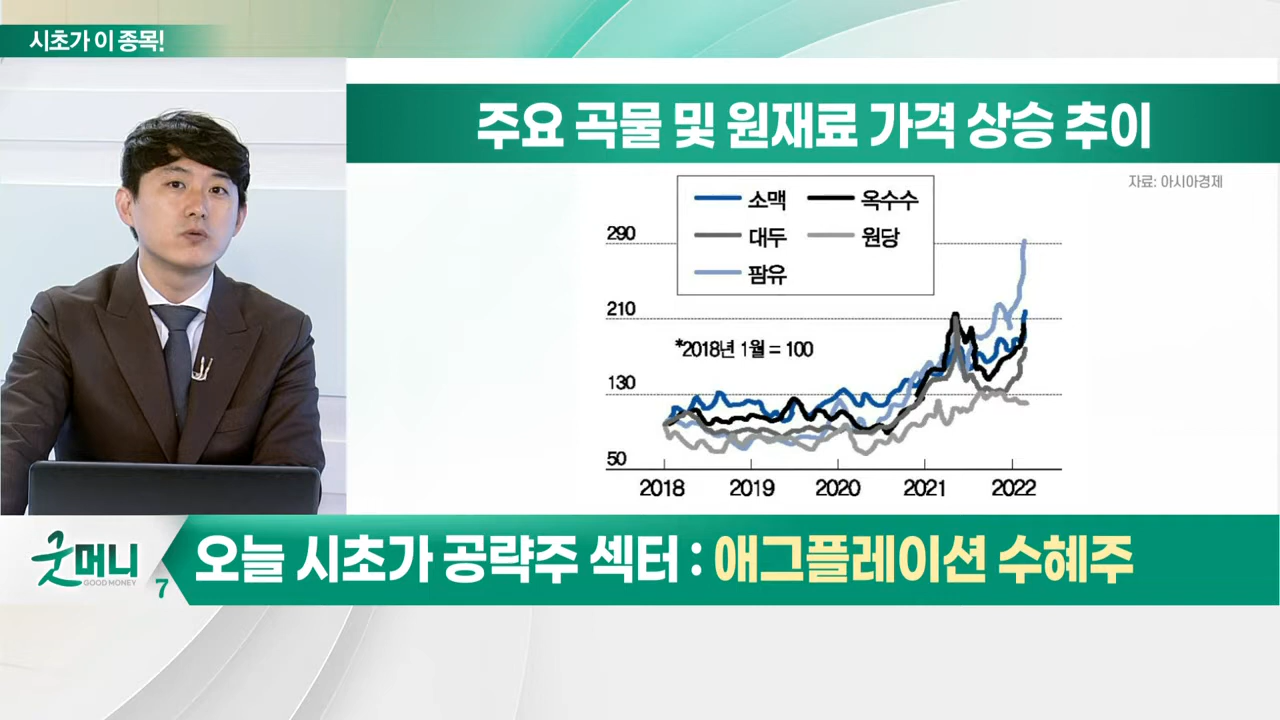 시초가 이 종목!
주요 곡물 및 원재료 가격 상승 추이
자료: 아시아경제
소맥 옥수수
대두 원당
팜유
290
210
*2018년 1월 = 100
130
50
2018 2019 2020 2021 2022
굿머니
GOOD MONEY
7
오늘 시초가 공략주 섹터 : 애그플레이션 수혜주